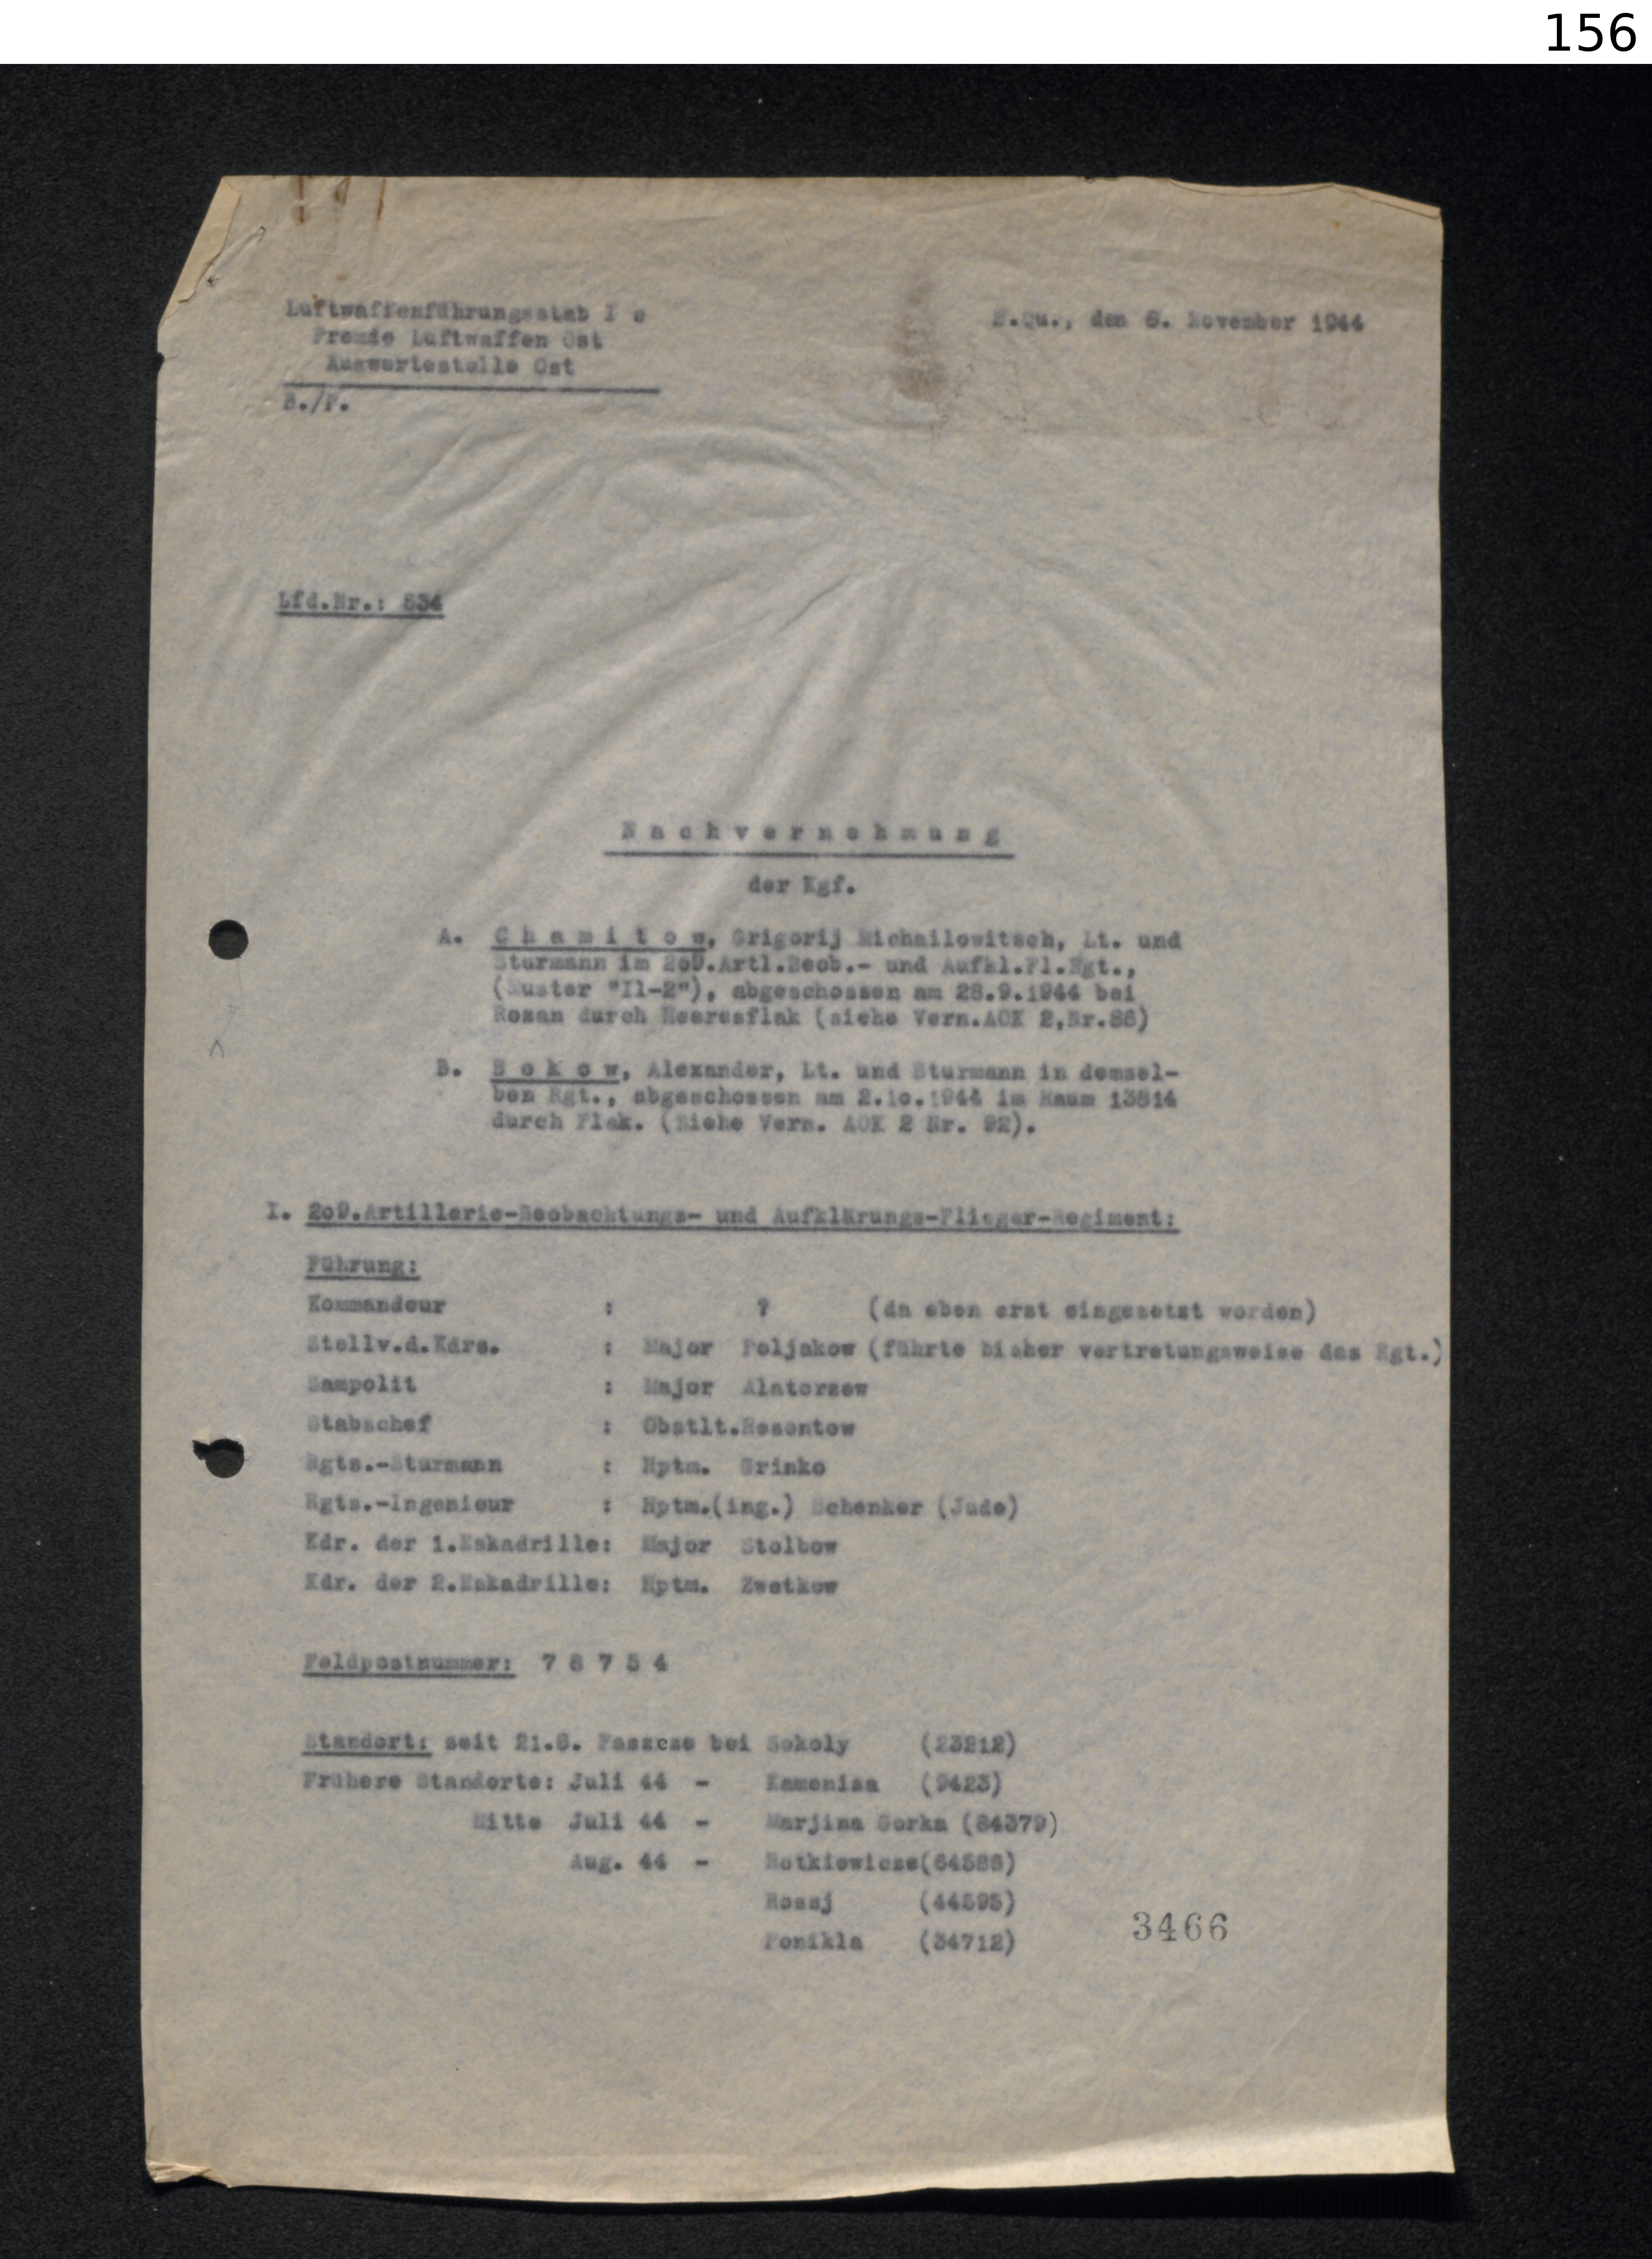 156
Luftwaffenführungsstab I c
Fremde Luftwaffen Ost
Auswertestelle Ost
B./F.
H.Qu., den 6. November 1944
Lfd.Nr.: 834
N a c h v e r n e h m u n g
der Kgf.
A. C h a m i t o w, Grigorij Michailowitsch, Lt. und
Sturmann im 2o9.Artl.Beob.- und Aufkl.Fl.Rgt.,
(Muster "Il-2"), abgeschossen am 28.9.1944 bei
Rozan durch Heeresflak (siehe Vern.AOK 2,Nr.86)
B. Alexander, Lt. und Sturmann in demsel-
ben Rgt., abgeschossen am 2.1o.1944 im Raum 13814
durch Flak. (Siehe Vern. AOK 2 Nr. 92).
I. 2o9.Artillerie-Beobachtungs- und Aufklärungs-Flieger-Regiment:
Führung:
Kommandeur : ? (da eben erst eingesetzt worden)
Stellv.d.Kdrs. : Major Poljakow (führte bisher vertretungsweise das Rgt.)
Sampolit : Major Alatorzew
Stabschef : Obstlt.
Rgts.-Sturmann : Hptm. Grinko
Rgts.-Ingenieur : Hptm.(ing.) Schenker (Jude)
Kdr. der 1.Eskadrille: Major Stolbow
Kdr. der 2.Eskadrille: Hptm. Zwetkow
Feldpostnummer: 7 8 7 5 4
Standort: seit 21.8. Faszcze bei Sokoly (23212)
Frühere Standorte: Juli 44 - Kameniza (9423)
Mitte Juli 44 - Marjina Gorka (84379)
Aug. 44 - (64586)
Rossj (44595)
Ponikla (34712)
3466